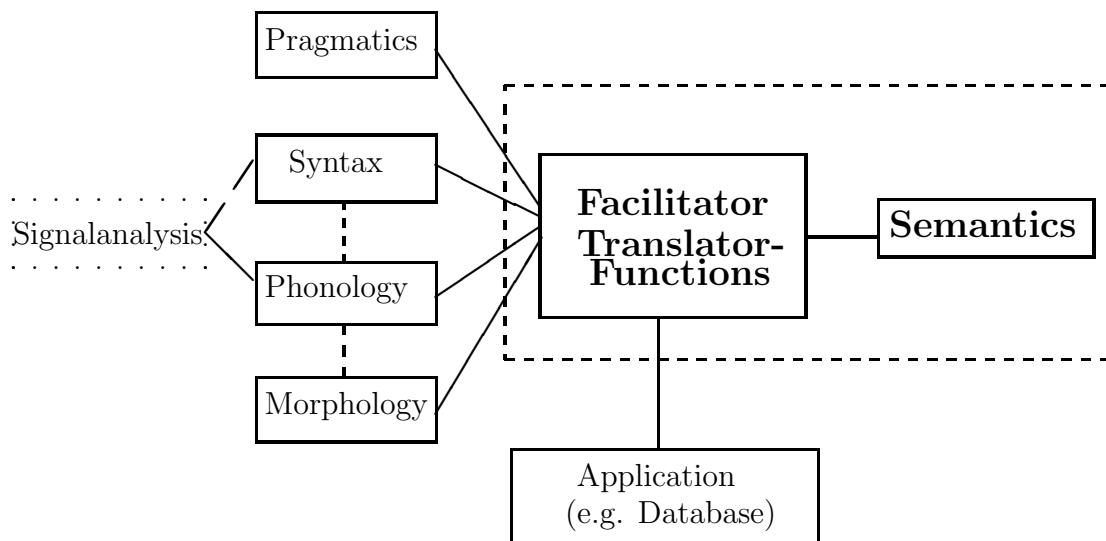 Pragmatics
Syntax
Signalanalysis
Phonology
Morphology
Facilitator
Translator-
Functions
Semantics
Application
(e.g. Database)